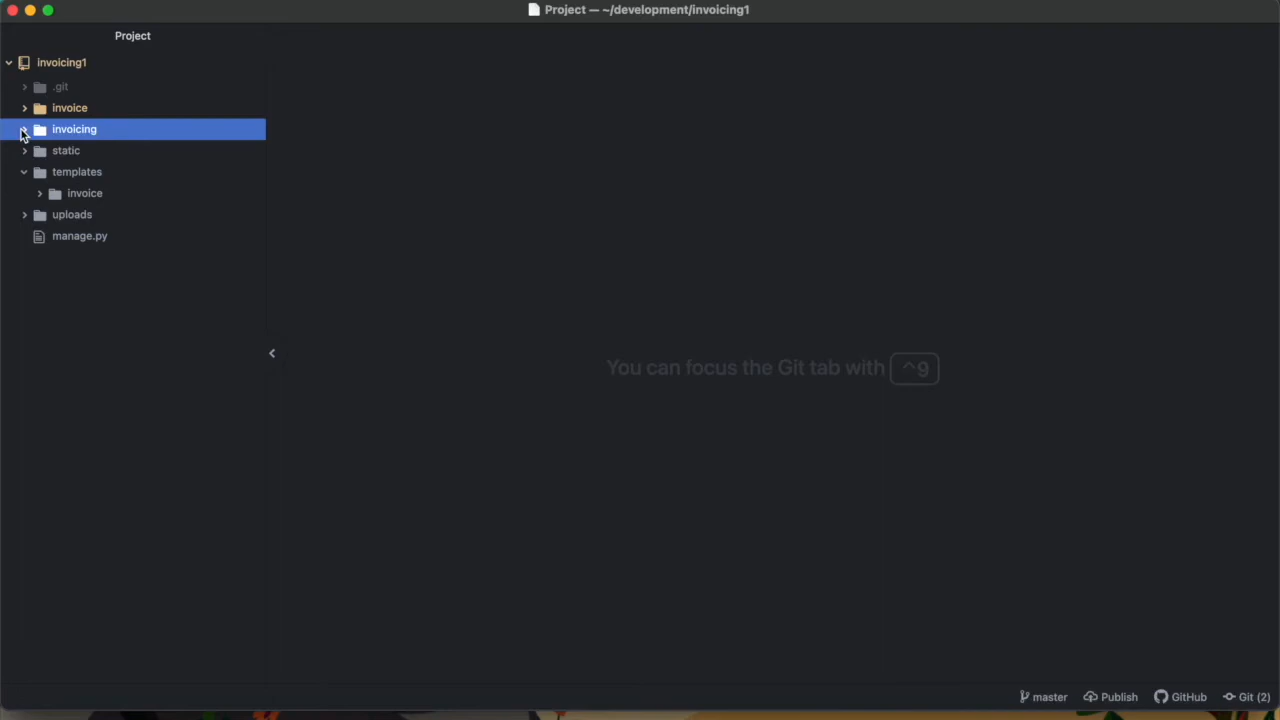 Project — ~/development/invoicing1
Project
invoicing1
.git
invoice
invoicing
static
templates
invoice
uploads
manage.py
You can focus the Git tab with ^9
master Publish GitHub Git (2)